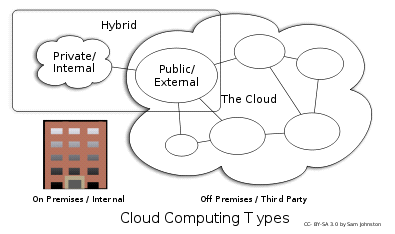 Hybrid
Private/
Internal
Public/
External
The Cloud
On Premises / Internal
Off Premises / Third Party
Cloud Computing Types
CC- BY-SA 3.0 by Sam Johnston